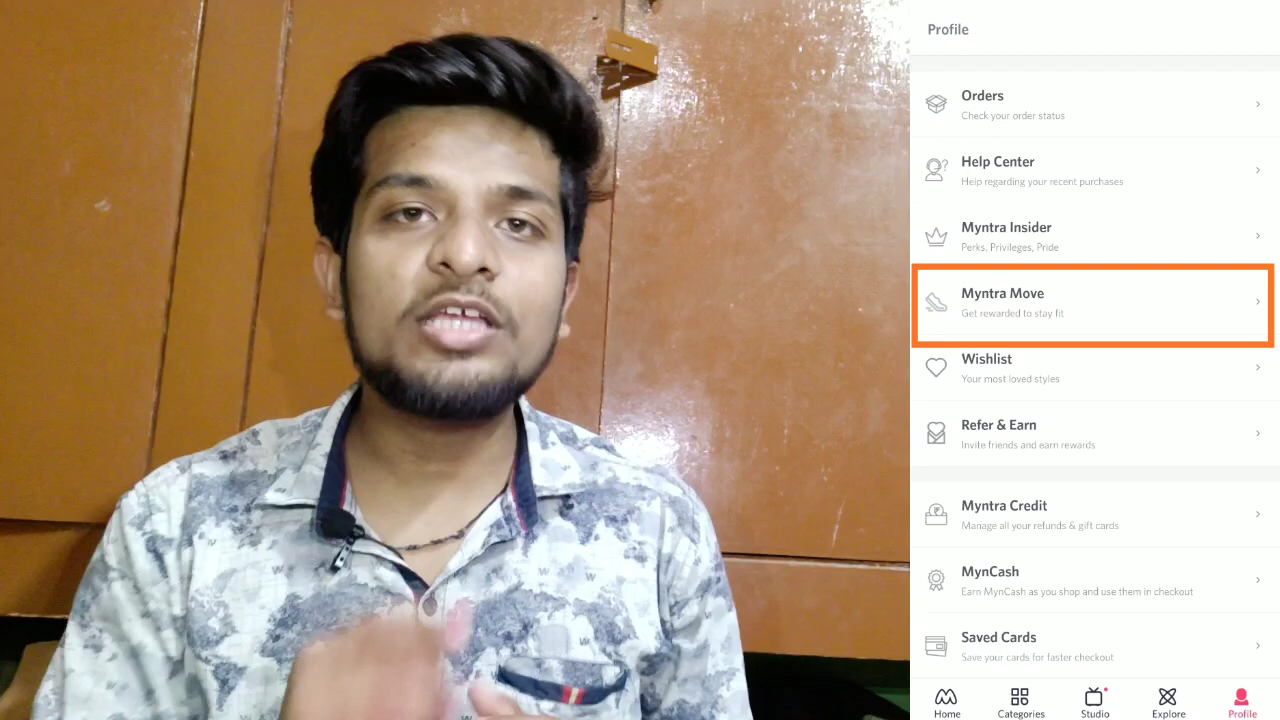 Profile
Orders
Check your order status
Help Center
Help regarding your recent purchases
Myntra Insider
Perks, Privileges, Pride
Myntra Move
Get rewarded to stay fit
Wishlist
Your most loved styles
Refer & Earn
Invite friends and earn rewards
Myntra Credit
Manage all your refunds & gift cards
MynCash
Earn MynCash as you shop and use them in checkout
Saved Cards
Save your cards for faster checkout
Home
Categories
Studio
Explore
Profile